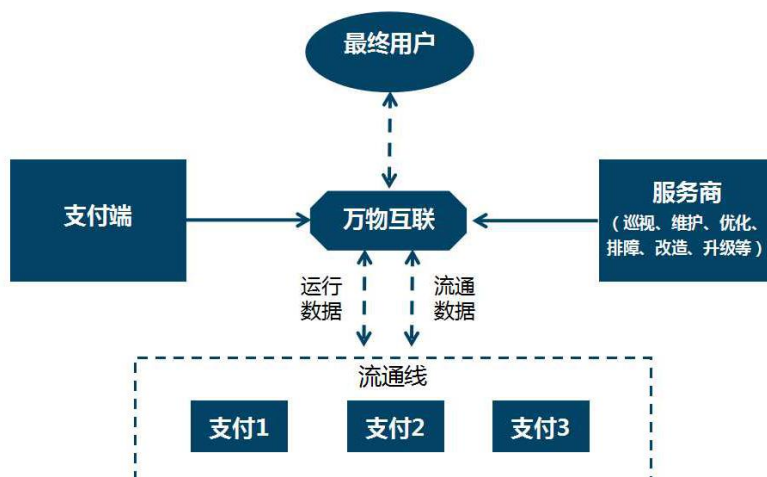 最终用户
支付端
万物互联
服务商
（巡视、维护、优化、
排障、改造、升级等）
运行
数据
流通
数据
流通线
支付1
支付2
支付3